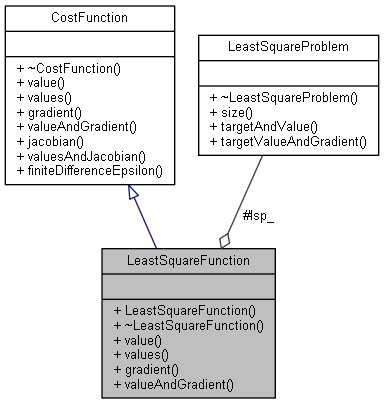 CostFunction
+ ~CostFunction()
+ value()
+ values()
+ gradient()
+ valueAndGradient()
+ jacobian()
+ valuesAndJacobian()
+ finiteDifferenceEpsilon()
LeastSquareProblem
+ ~LeastSquareProblem()
+ size()
+ targetAndValue()
+ targetValueAndGradient()
#lsp_
LeastSquareFunction
+ LeastSquareFunction()
+ ~LeastSquareFunction()
+ value()
+ values()
+ gradient()
+ valueAndGradient()